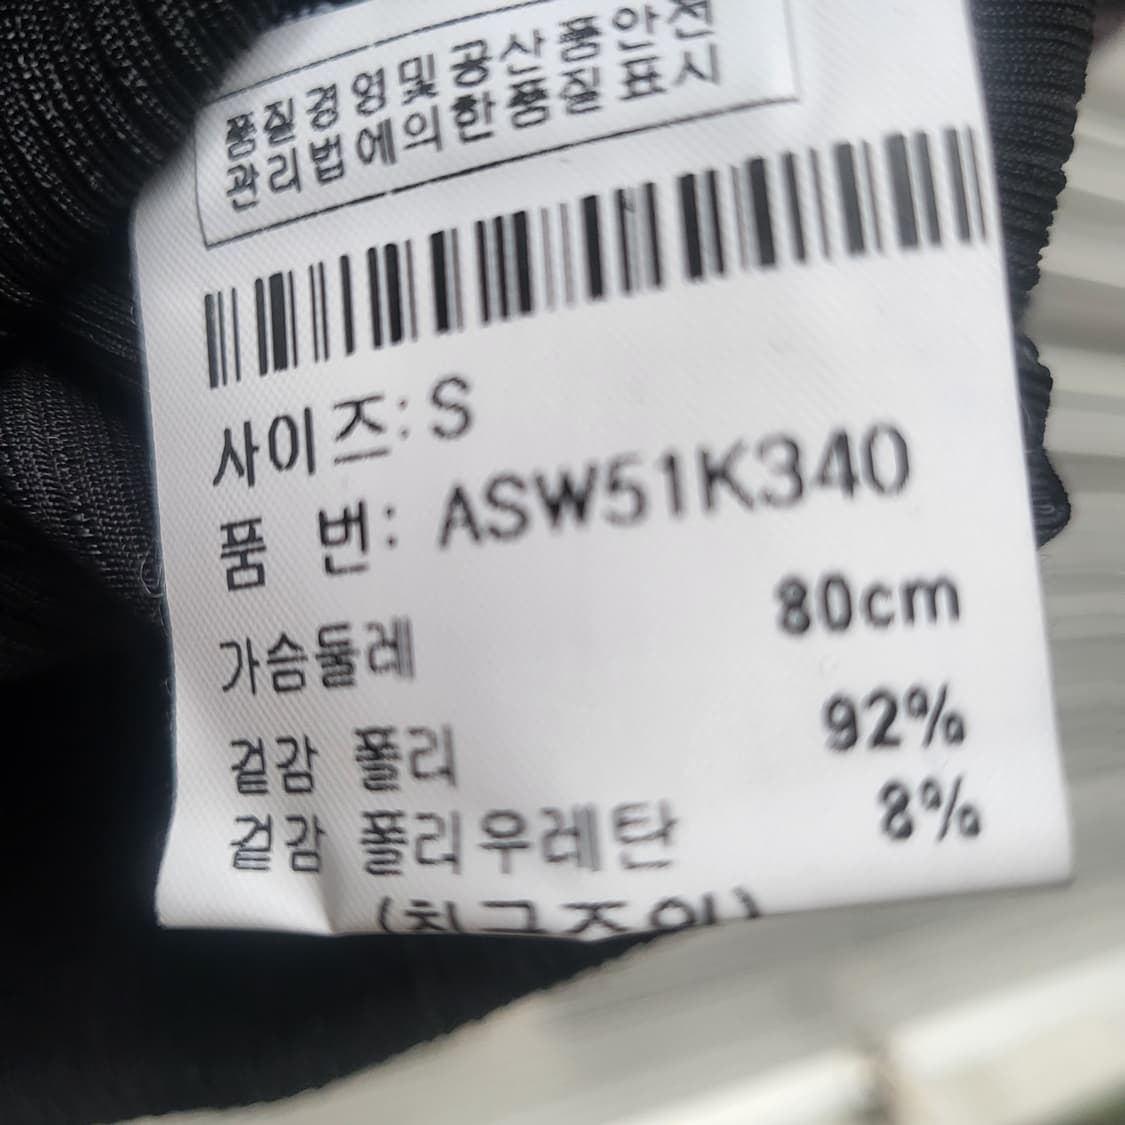 품질경영및공산품안전
관리법에의한품질표시
사이즈: S
품 번: ASW51K340
가슴둘레 80cm
겉감 폴리 92%
겉감 폴리우레탄 8%